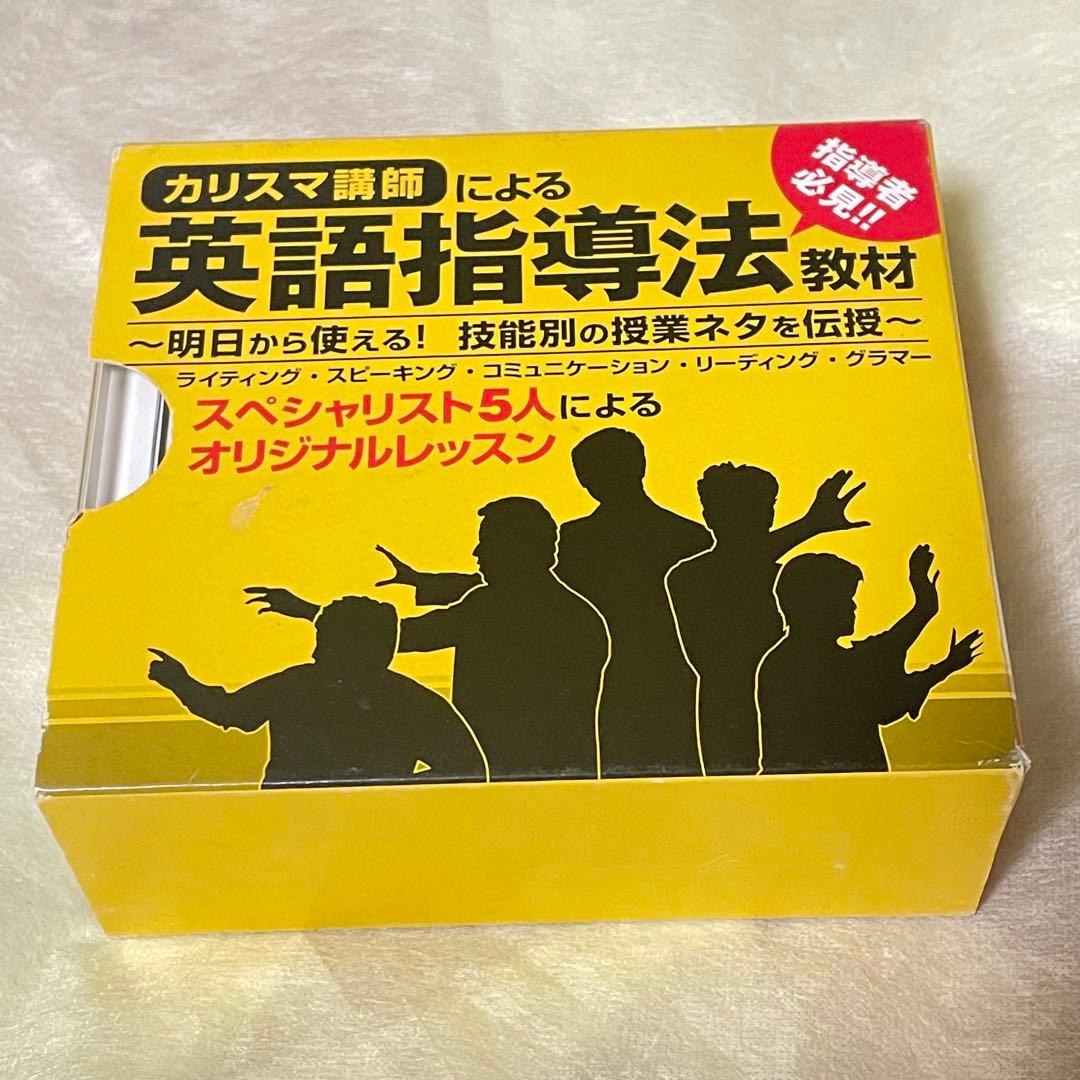 指導者
必見!!
カリスマ講師による
英語指導法教材
～明日から使える! 技能別の授業ネタを伝授～
ライティング・スピーキング・コミュニケーション・リーディング・グラマー
スペシャリスト5人による
オリジナルレッスン